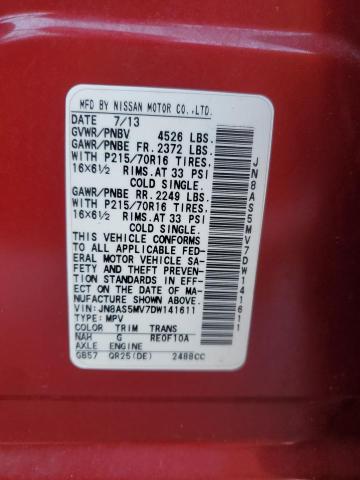 MFD BY NISSAN MOTOR CO.,LTD.
DATE 7/13
GVWR/PNBV 4526 LBS.
GAWR/PNBE FR. 2372 LBS.
WITH P215/70R16 TIRES.
16X6½ RIMS.AT 33 PSI
COLD SINGLE.
GAWR/PNBE RR. 2249 LBS.
WITH P215/70R16 TIRES.
16X6½ RIMS.AT 33 PSI
COLD SINGLE.
THIS VEHICLE CONFORMS
TO ALL APPLICABLE FED-
ERAL MOTOR VEHICLE SA-
FETY AND THEFT PREVEN-
TION STANDARDS IN EFF-
ECT ON THE DATE OF MA-
NUFACTURE SHOWN ABOVE.
VIN: JN8AS5MV7DW141611
TYPE: MPV
COLOR TRIM TRANS
NAH G RE0F10A
AXLE ENGINE
GB57 QR25(DE) 2488CC
JN8AS5MV7DW141611